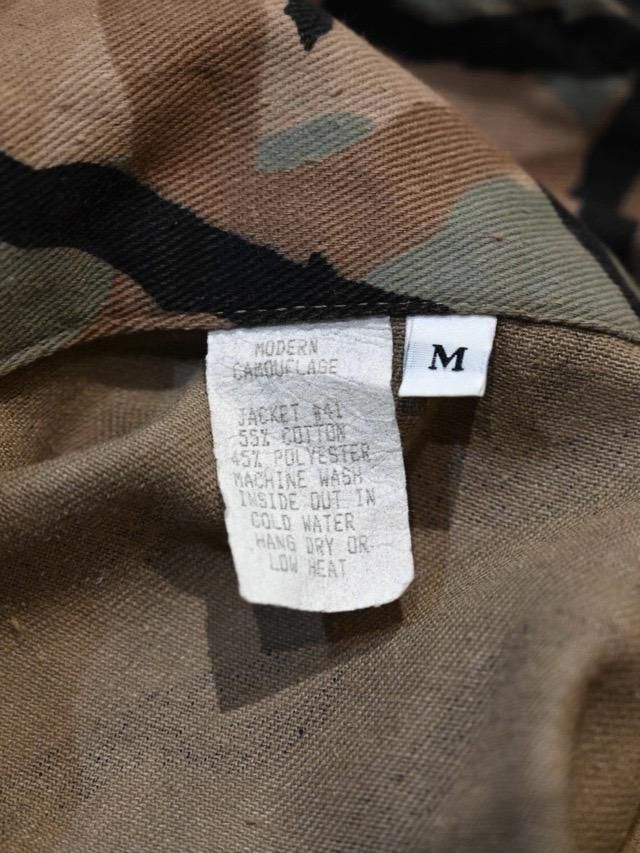 MODERN
CAMOUFLAGE
JACKET #41
55% COTTON
45% POLYESTER
MACHINE WASH
INSIDE OUT IN
COLD WATER
HANG DRY OR
LOW HEAT
M